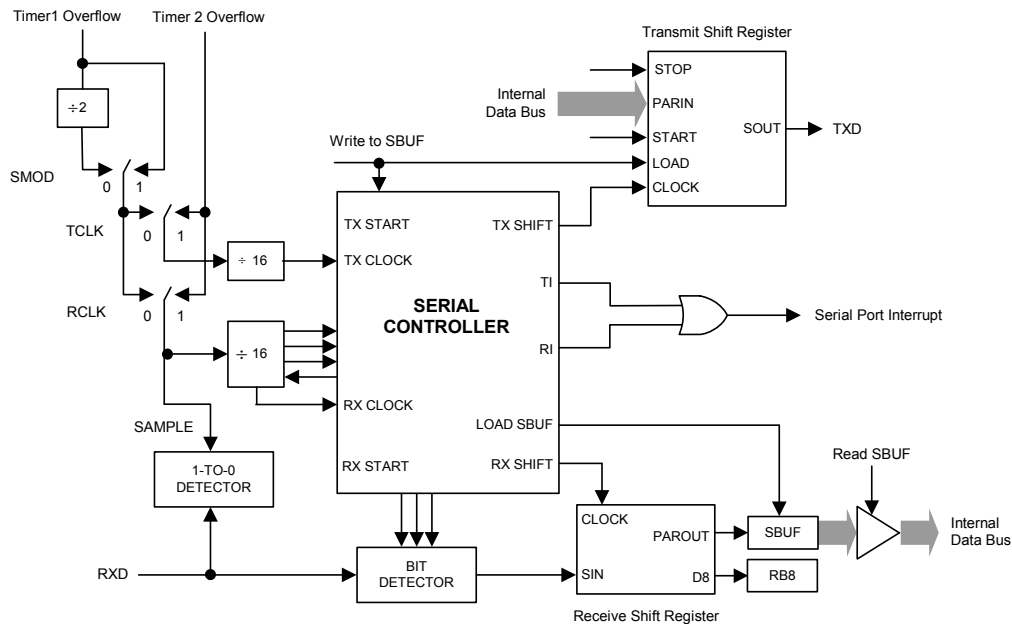 Timer1 Overflow
Timer 2 Overflow
÷2
SMOD
0
1
TCLK
0
1
RCLK
0
1
÷ 16
÷ 16
SAMPLE
1-TO-0
DETECTOR
RXD
Write to SBUF
TX START
TX CLOCK
SERIAL
CONTROLLER
RX CLOCK
RX START
TX SHIFT
TI
RI
LOAD SBUF
RX SHIFT
BIT
DETECTOR
Transmit Shift Register
Internal
Data Bus
STOP
PARIN
START
LOAD
CLOCK
SOUT
TXD
Serial Port Interrupt
Read SBUF
CLOCK
PAROUT
SIN
D8
SBUF
RB8
Internal
Data Bus
Receive Shift Register